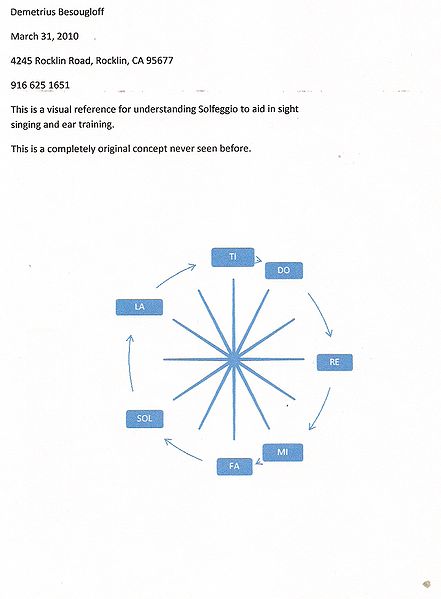 Demetrius Besougloff
March 31, 2010
4245 Rocklin Road, Rocklin, CA 95677
916 625 1651
This is a visual reference for understanding Solfeggio to aid in sight
singing and ear training.
This is a completely original concept never seen before.
TI
DO
LA
RE
SOL
MI
FA